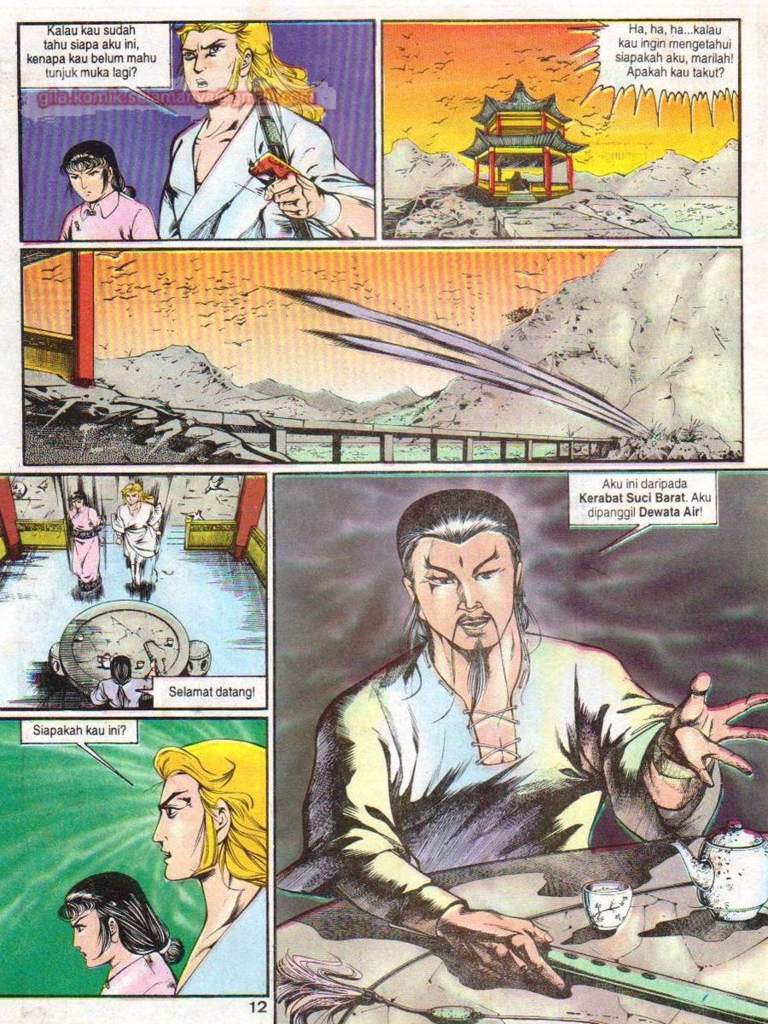 Kalau kau sudah
tahu siapa aku ini,
kenapa kau belum mahu
tunjuk muka lagi?
Ha, ha, ha...kalau
kau ingin mengetahui
siapakah aku, marilah!
Apakah kau takut?
Aku ini daripada
Kerabat Suci Barat. Aku
dipanggil Dewata Air!
Selamat datang!
Siapakah kau ini?
12